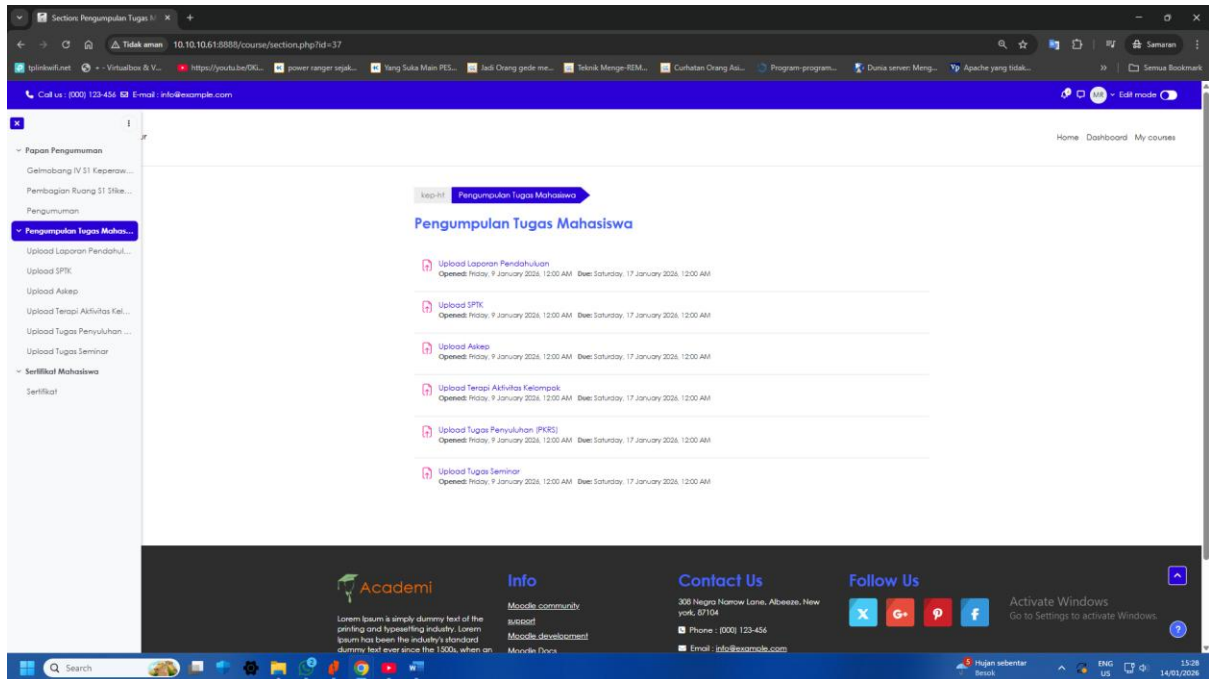 Section: Pengumpulan Tugas M
Tidak aman 10.10.10.61:8888/course/section.php?id=37
Samaran
tplinkwifi.net
+ - Virtualbox & V...
https://youtu.be/DlG...
power ranger sejak...
Yang Suka Main PES...
Jadi Orang gede me...
Teknik Menge-REM...
Curhatan Orang Asi...
Program-program...
Dunia server: Meng...
Apache yang tidak...
Semua Bookmark
Call us : (000) 123-456 E-mail : info@example.com
MR Edit mode
ur
Home Dashboard My courses
Papan Pengumuman
Gelmobang IV S1 Keperaw...
Pembagian Ruang S1 Stike...
Pengumuman
Pengumpulan Tugas Mahas...
Upload Laporan Pendahul...
Upload SPTK
Upload Askep
Upload Terapi Aktivitas Kel...
Upload Tugas Penyuluhan ...
Upload Tugas Seminar
Sertifikat Mahasiswa
Sertifikat
kep-h1 Pengumpulan Tugas Mahasiswa
Pengumpulan Tugas Mahasiswa
Upload Laporan Pendahuluan
Opened: Friday, 9 January 2026, 12:00 AM Due: Saturday, 17 January 2026, 12:00 AM
Upload SPTK
Opened: Friday, 9 January 2026, 12:00 AM Due: Saturday, 17 January 2026, 12:00 AM
Upload Askep
Opened: Friday, 9 January 2026, 12:00 AM Due: Saturday, 17 January 2026, 12:00 AM
Upload Terapi Aktivitas Kelompok
Opened: Friday, 9 January 2026, 12:00 AM Due: Saturday, 17 January 2026, 12:00 AM
Upload Tugas Penyuluhan (PKRS)
Opened: Friday, 9 January 2026, 12:00 AM Due: Saturday, 17 January 2026, 12:00 AM
Upload Tugas Seminar
Opened: Friday, 9 January 2026, 12:00 AM Due: Saturday, 17 January 2026, 12:00 AM
Academi
Lorem Ipsum is simply dummy text of the
printing and typesetting industry. Lorem
Ipsum has been the industry's standard
dummy text ever since the 1500s, when an
Info
Moodle community
support
Moodle development
Moodle Docs
Contact Us
308 Negra Narrow Lane, Albeeze, New
york, 87104
Phone : (000) 123-456
Email : info@example.com
Follow Us
Activate Windows
Go to Settings to activate Windows.
Search
5 Hujan sebentar
Besok
ENG
US
15:28
14/01/2026